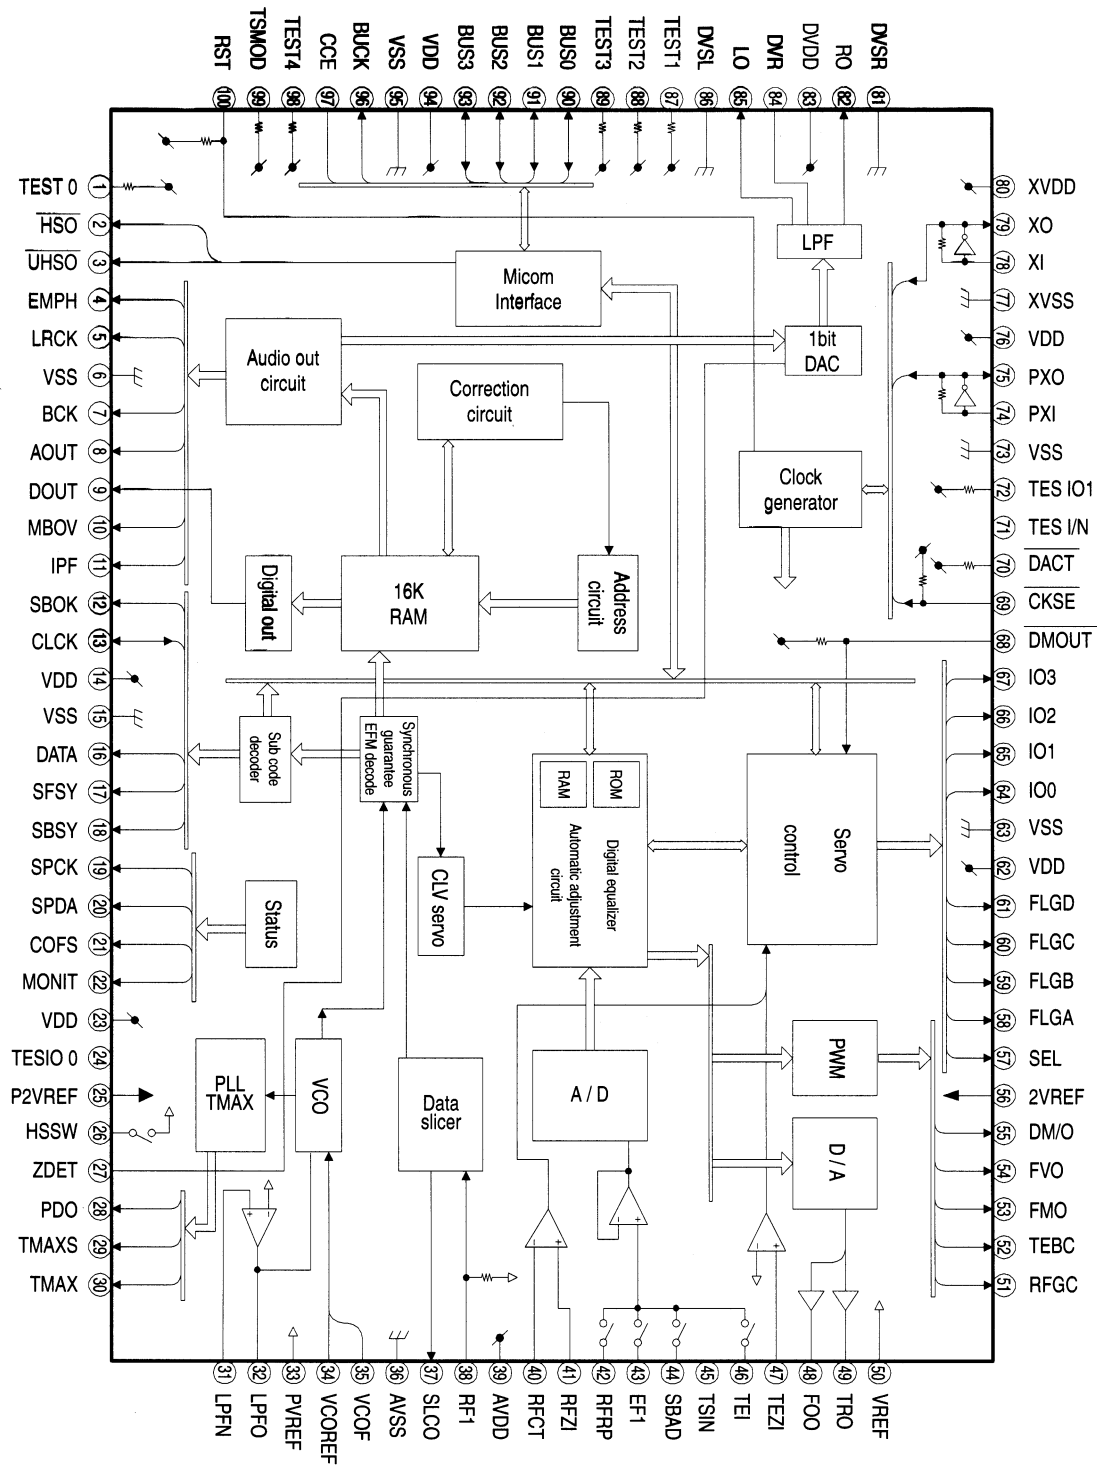 RST
TSMOD
TEST4
CCE
BUCK
VSS
VDD
BUS3
BUS2
BUS1
BUS0
TEST3
TEST2
TEST1
DVSL
LO
DVR
DVDD
RO
DVSR
100
99
98
97
96
95
94
93
92
91
90
89
88
87
86
85
84
83
82
81
TEST 0 1
HSO 2
UHSO 3
EMPH 4
LRCK 5
VSS 6
BCK 7
AOUT 8
DOUT 9
MBOV 10
IPF 11
SBOK 12
CLCK 13
VDD 14
VSS 15
DATA 16
SFSY 17
SBSY 18
SPCK 19
SPDA 20
COFS 21
MONIT 22
VDD 23
TESIO 0 24
P2VREF 25
HSSW 26
ZDET 27
PDO 28
TMAXS 29
TMAX 30
80 XVDD
79 XO
78 XI
77 XVSS
76 VDD
75 PXO
74 PXI
73 VSS
72 TES IO1
71 TES I/N
70 DACT
69 CKSE
68 DMOUT
67 IO3
66 IO2
65 IO1
64 IO0
63 VSS
62 VDD
61 FLGD
60 FLGC
59 FLGB
58 FLGA
57 SEL
56 2VREF
55 DM/O
54 FVO
53 FMO
52 TEBC
51 RFGC
LPF
Micom
Interface
1bit
DAC
Audio out
circuit
Correction
circuit
Clock
generator
Digital out
16K
RAM
Address
circuit
Sub code
decoder
Synchronous
guarantee
EFM decode
RAM
ROM
Digital equalizer
Automatic adjustment
circuit
Servo
control
CLV servo
Status
PLL
TMAX
VCO
Data
slicer
A / D
PWM
D / A
+
−
−
+
−
+
−
+
31
32
33
34
35
36
37
38
39
40
41
42
43
44
45
46
47
48
49
50
LPFN
LPFO
PVREF
VCOREF
VCOF
AVSS
SLCO
RF1
AVDD
RFCT
RFZI
RFRP
EF1
SBAD
TSIN
TEI
TEZI
FOO
TRO
VREF